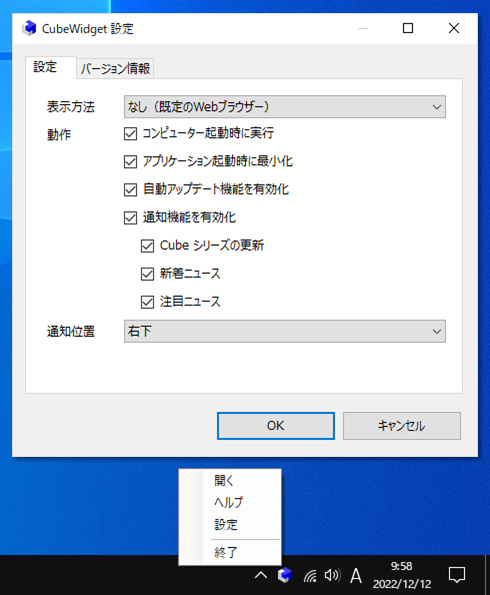 CubeWidget 設定
設定
バージョン情報
表示方法
なし（既定のWebブラウザー）
動作
コンピューター起動時に実行
アプリケーション起動時に最小化
自動アップデート機能を有効化
通知機能を有効化
Cube シリーズの更新
新着ニュース
注目ニュース
通知位置
右下
OK
キャンセル
開く
ヘルプ
設定
終了
A
9:58
2022/12/12